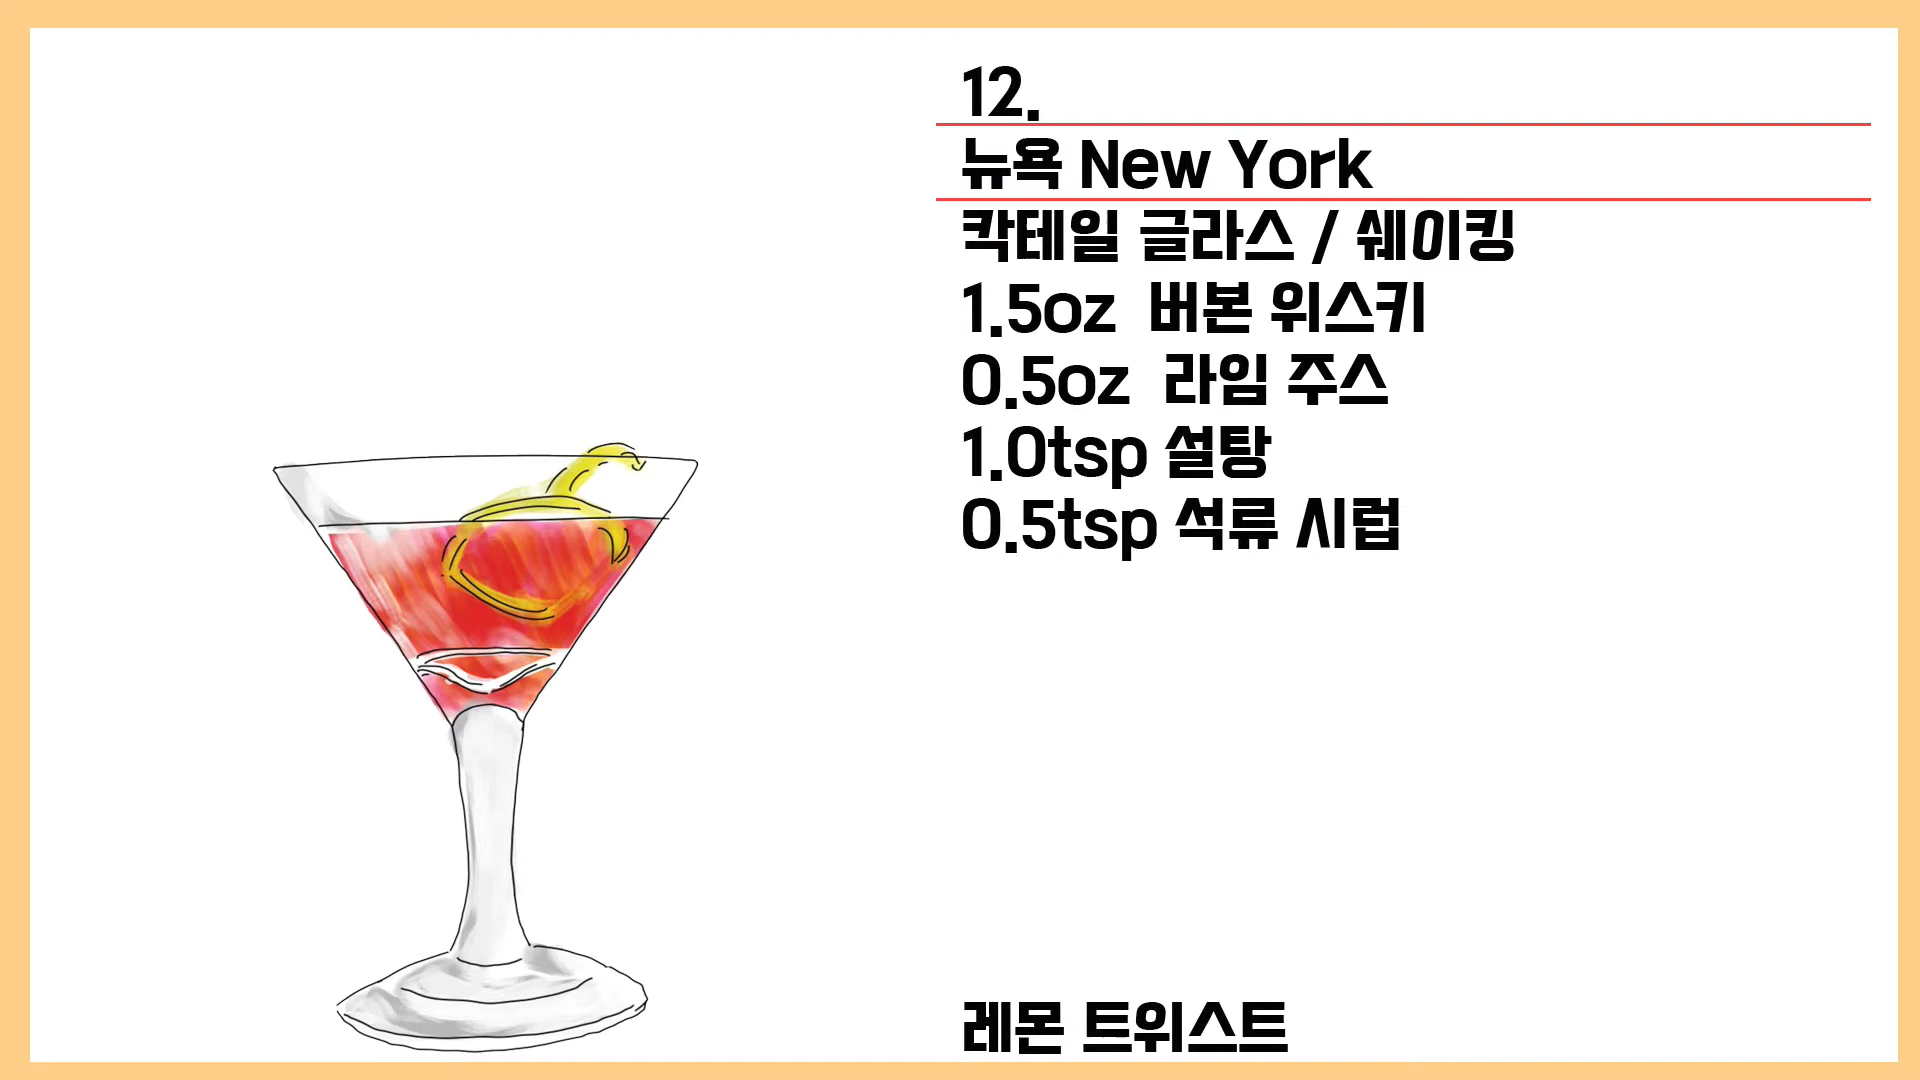 12.
뉴욕 New York
칵테일 글라스 / 쉐이킹
1.5oz 버본 위스키
0.5oz 라임 주스
1.0tsp 설탕
0.5tsp 석류 시럽
레몬 트위스트